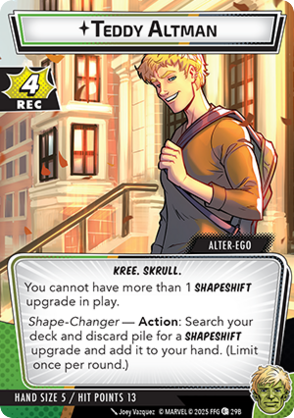 TEDDY ALTMAN
4
REC
ALTER-EGO
KREE. SKRULL.
You cannot have more than 1 SHAPESHIFT
upgrade in play.
Shape-Changer — Action: Search your
deck and discard pile for a SHAPESHIFT
upgrade and add it to your hand. (Limit
once per round.)
HAND SIZE 5 / HIT POINTS 13
Joey Vazquez © MARVEL © 2025 FFG 29B